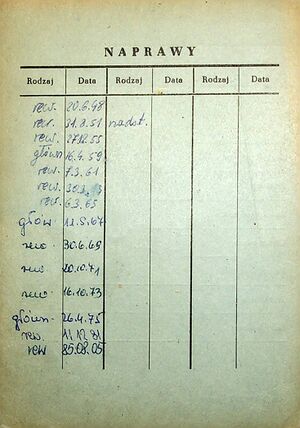 NAPRAWY
Rodzaj Data Rodzaj Data Rodzaj Data
rew. 20.6.48
rew. 31.8.51 nadst.
rew. 27.12.55
główn 16.4.59
rew. 7.3.61
rew.
rew. 6.3.65
głów. 11.5.67
rew. 30.6.69
rew. 20.10.71
rew. 16.10.73
główn. 26.4.75
rew. 11.12.81
rew 85.08.05